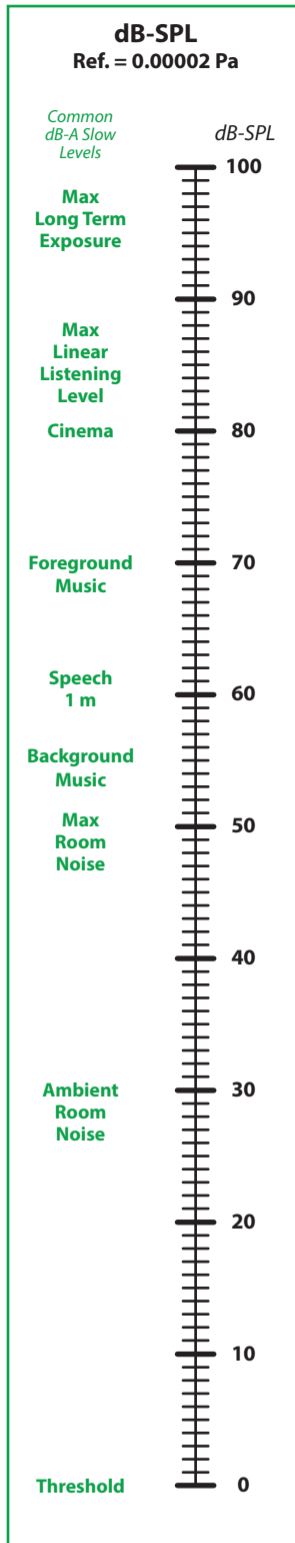 dB-SPL
Ref. = 0.00002 Pa
Common
dB-A Slow
Levels
dB-SPL
100
Max
Long Term
Exposure
90
Max
Linear
Listening
Level
Cinema
80
Foreground
Music
70
Speech
1 m
60
Background
Music
Max
Room
Noise
50
40
Ambient
Room
Noise
30
20
10
Threshold
0